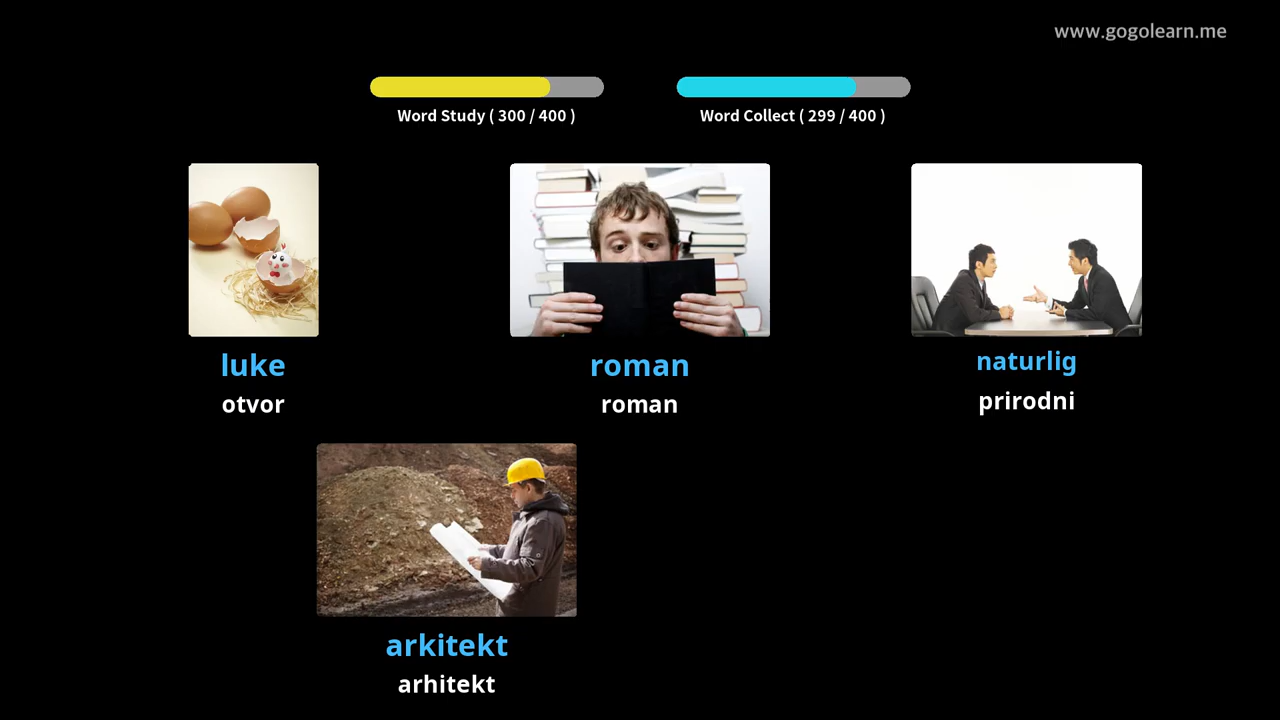 www.gogolearn.me
Word Study ( 300 / 400 )
Word Collect ( 299 / 400 )
luke
otvor
roman
roman
naturlig
prirodni
arkitekt
arhitekt